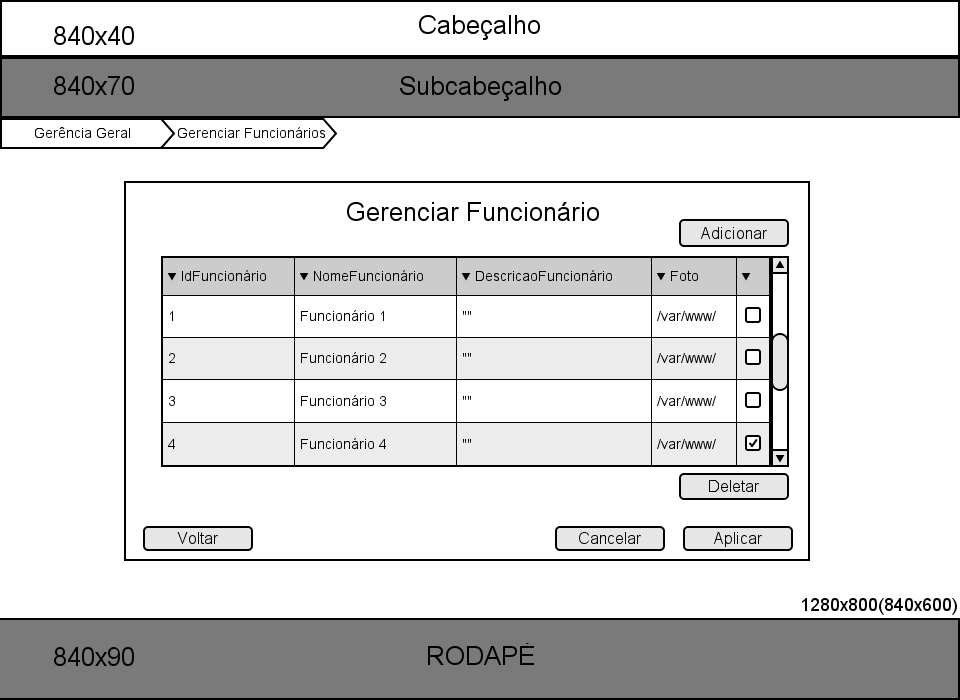 840x40 Cabeçalho
840x70 Subcabeçalho
Gerência Geral Gerenciar Funcionários
Gerenciar Funcionário
Adicionar
▼ IdFuncionário ▼ NomeFuncionário ▼ DescricaoFuncionário ▼ Foto ▼
1 Funcionário 1 "" /var/www/
2 Funcionário 2 "" /var/www/
3 Funcionário 3 "" /var/www/
4 Funcionário 4 "" /var/www/
Deletar
Voltar Cancelar Aplicar
1280x800(840x600)
840x90 RODAPÉ